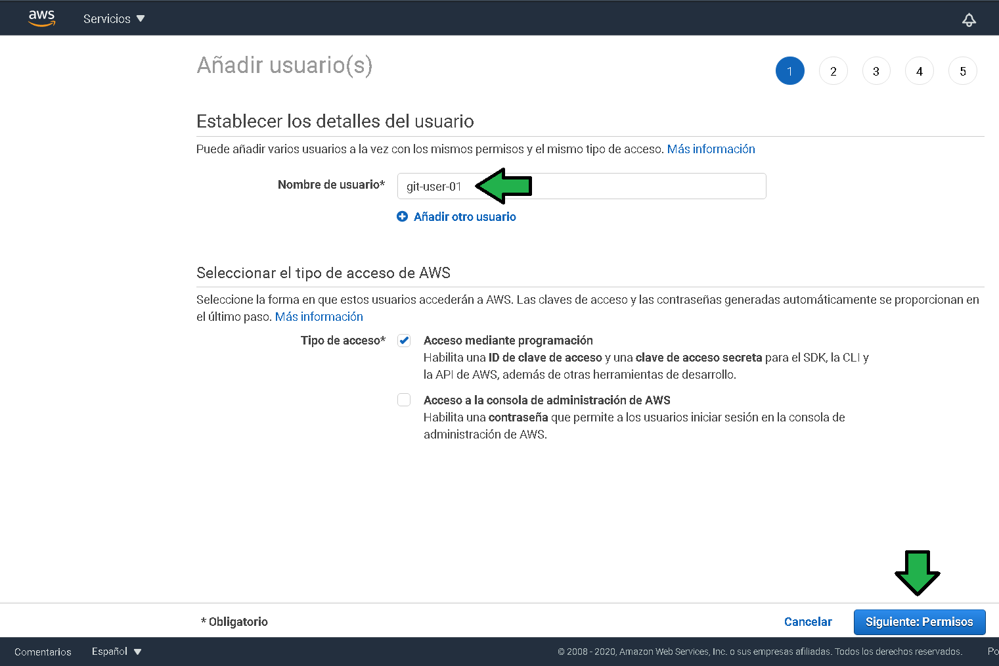 aws Servicios
Añadir usuario(s)
1 2 3 4 5
Establecer los detalles del usuario
Puede añadir varios usuarios a la vez con los mismos permisos y el mismo tipo de acceso. Más información
Nombre de usuario* git-user-01
Añadir otro usuario
Seleccionar el tipo de acceso de AWS
Seleccione la forma en que estos usuarios accederán a AWS. Las claves de acceso y las contraseñas generadas automáticamente se proporcionan en
el último paso. Más información
Tipo de acceso* Acceso mediante programación
Habilita una ID de clave de acceso y una clave de acceso secreta para el SDK, la CLI y
la API de AWS, además de otras herramientas de desarrollo.
Acceso a la consola de administración de AWS
Habilita una contraseña que permite a los usuarios iniciar sesión en la consola de
administración de AWS.
* Obligatorio Cancelar Siguiente: Permisos
Comentarios Español © 2008 - 2020, Amazon Web Services, Inc. o sus empresas afiliadas. Todos los derechos reservados. Po